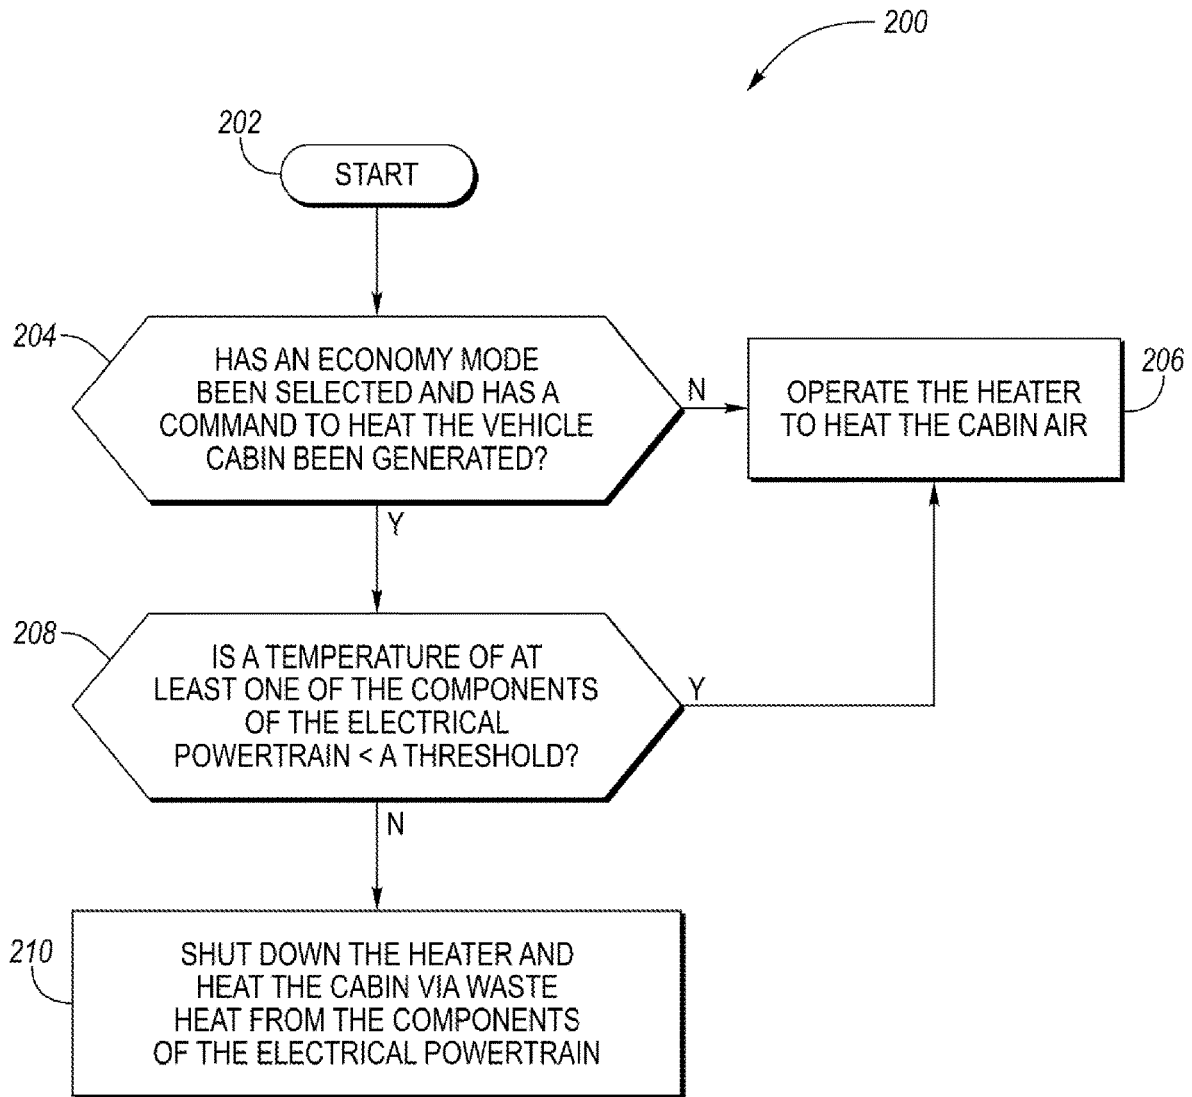 200
202
START
204
HAS AN ECONOMY MODE
BEEN SELECTED AND HAS A
COMMAND TO HEAT THE VEHICLE
CABIN BEEN GENERATED?
N
OPERATE THE HEATER
TO HEAT THE CABIN AIR
206
Y
208
IS A TEMPERATURE OF AT
LEAST ONE OF THE COMPONENTS
OF THE ELECTRICAL
POWERTRAIN < A THRESHOLD?
Y
N
210
SHUT DOWN THE HEATER AND
HEAT THE CABIN VIA WASTE
HEAT FROM THE COMPONENTS
OF THE ELECTRICAL POWERTRAIN